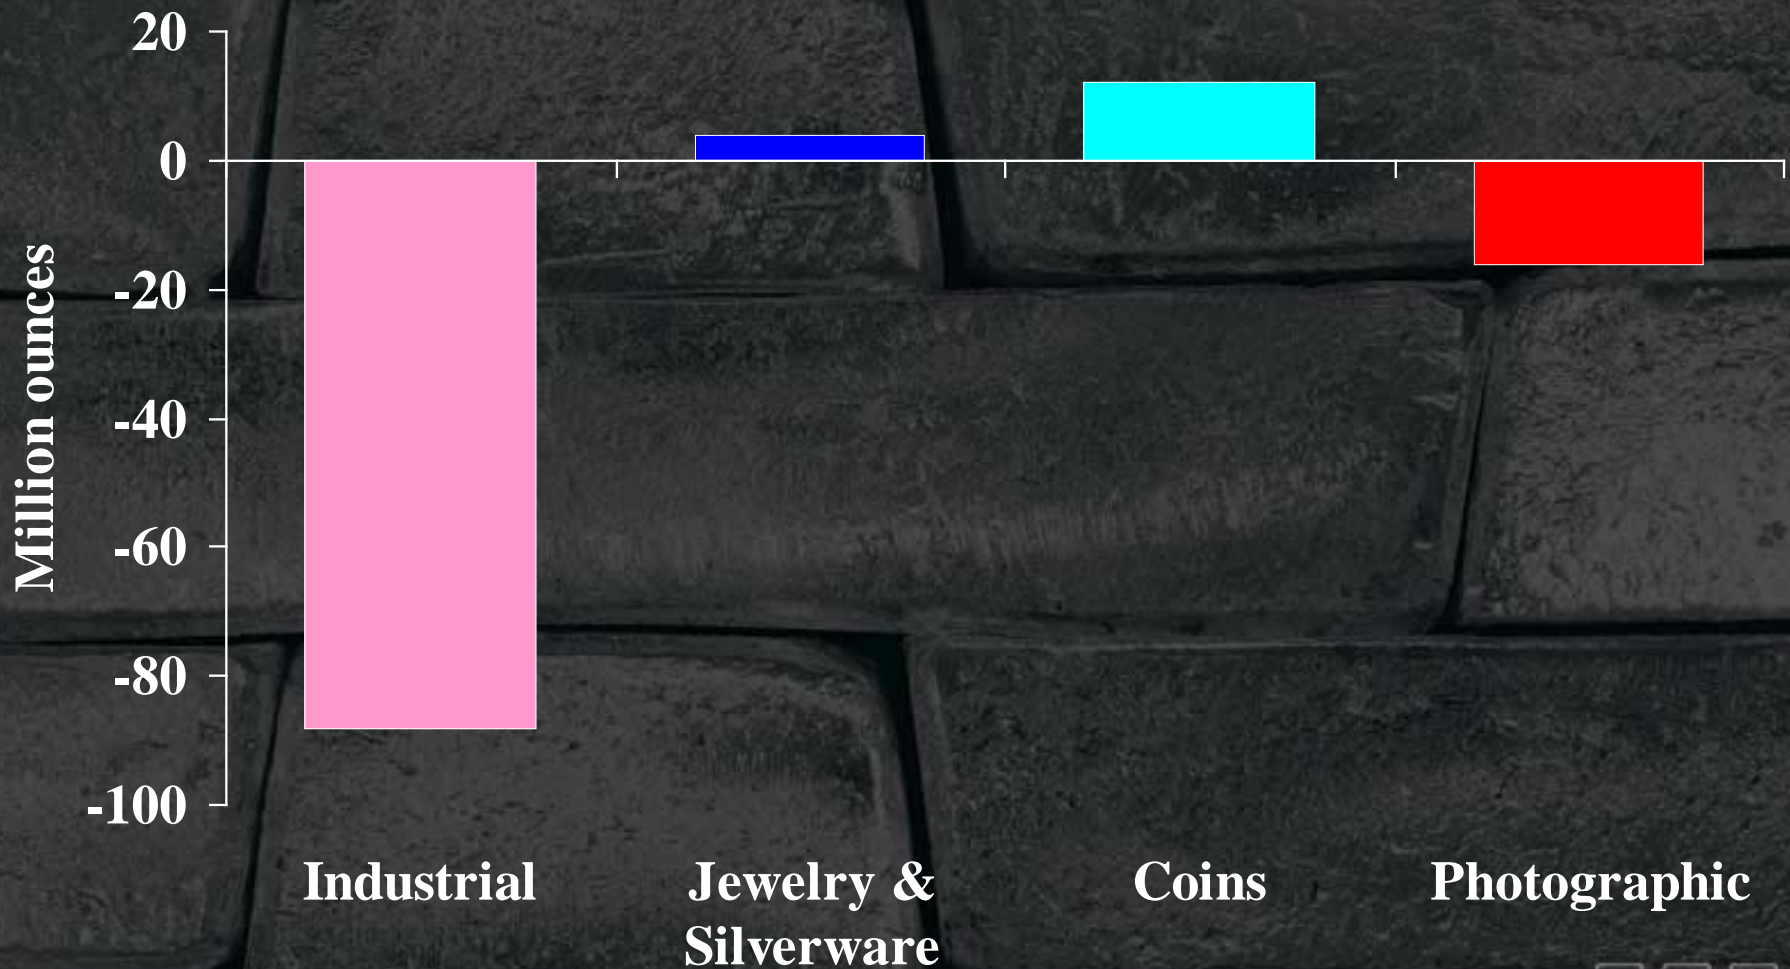 20
0
-20
-40
-60
-80
-100
Million ounces
Industrial
Jewelry &
Silverware
Coins
Photographic